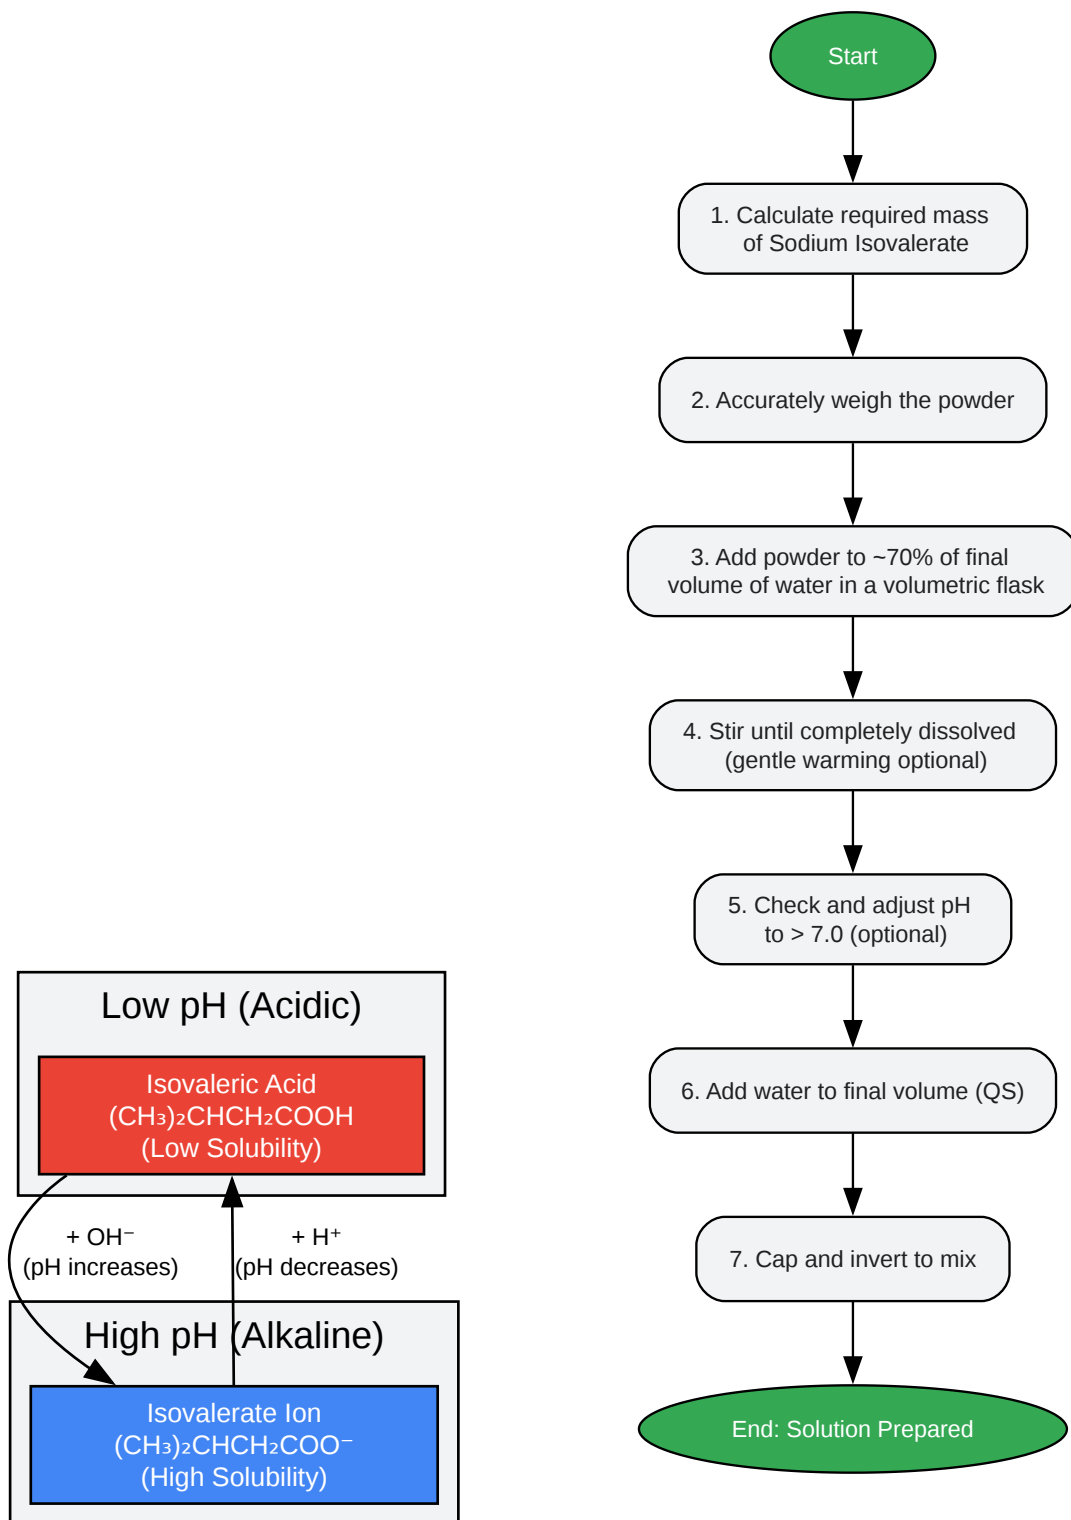 Start
1. Calculate required mass
of Sodium Isovalerate
2. Accurately weigh the powder
3. Add powder to ~70% of final
volume of water in a volumetric flask
4. Stir until completely dissolved
(gentle warming optional)
5. Check and adjust pH
to > 7.0 (optional)
6. Add water to final volume (QS)
7. Cap and invert to mix
End: Solution Prepared
Low pH (Acidic)
Isovaleric Acid
(CH₃)₂CHCH₂COOH
(Low Solubility)
+ OH⁻
(pH increases)
+ H⁺
(pH decreases)
High pH (Alkaline)
Isovalerate Ion
(CH₃)₂CHCH₂COO⁻
(High Solubility)